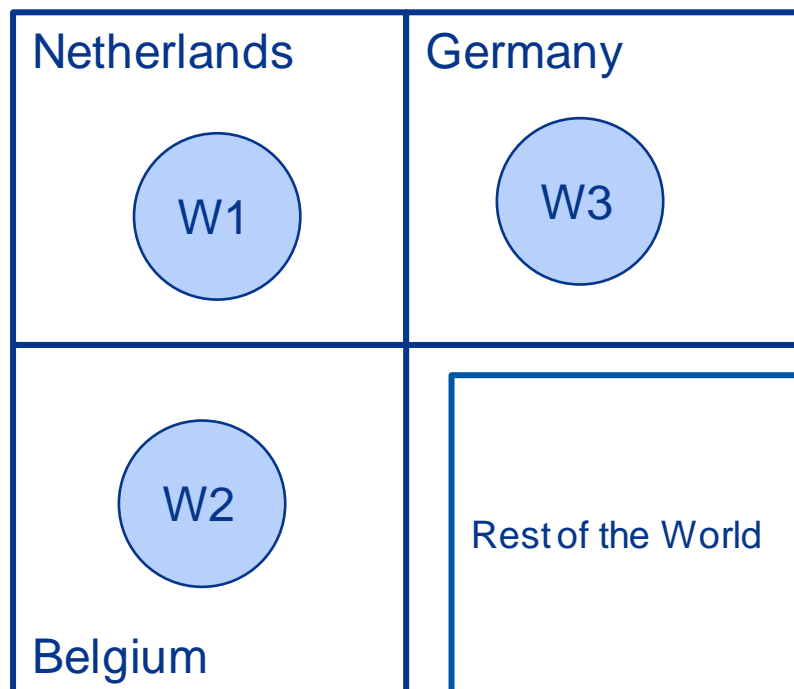 Netherlands
Germany
W1
W3
W2
Rest of the World
Belgium